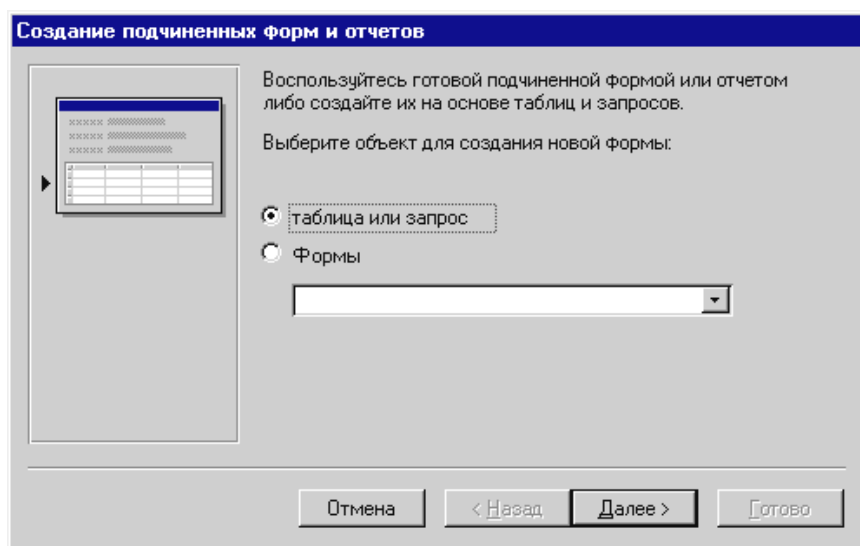 Создание подчиненных форм и отчетов
Воспользуйтесь готовой подчиненной формой или отчетом
либо создайте их на основе таблиц и запросов.
Выберите объект для создания новой формы:
таблица или запрос
Формы
Отмена
< Назад
Далее >
Готово